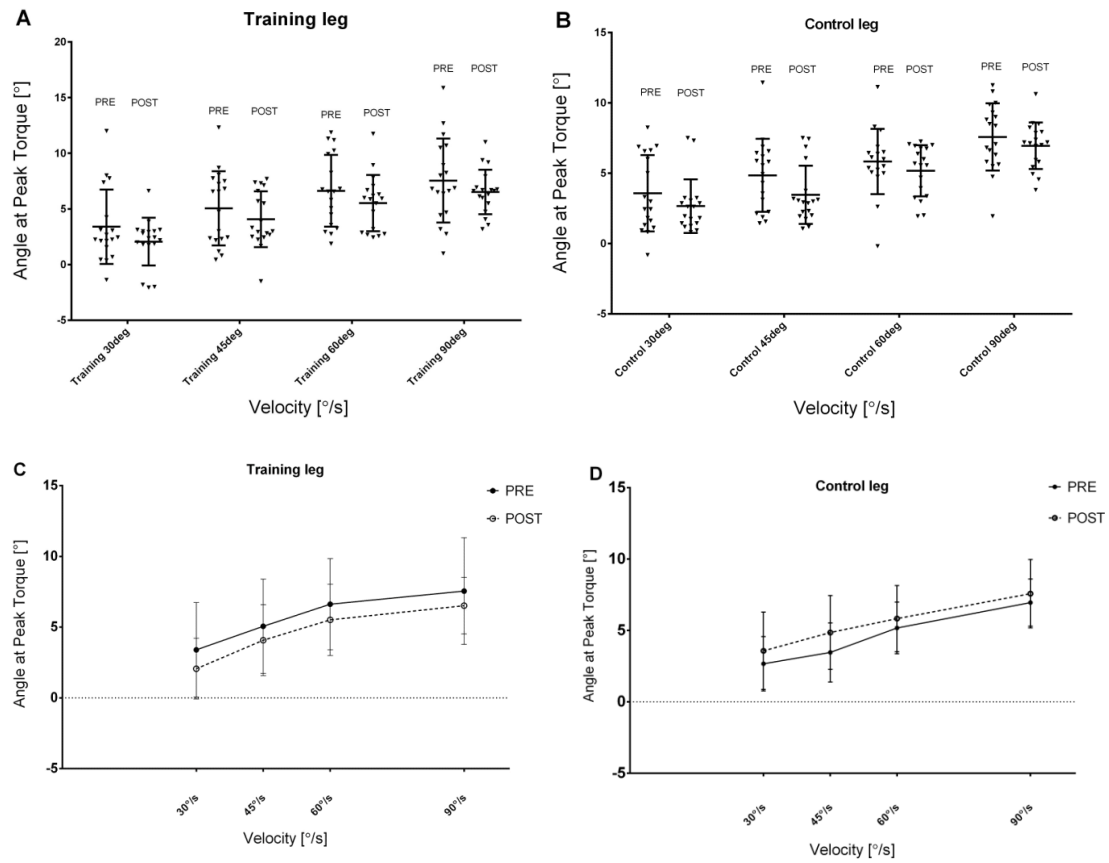 A
Training leg
Angle at Peak Torque [°]
20
15
10
5
0
-5
PRE
POST
PRE
POST
PRE
POST
PRE
POST
Training 30deg
Training 45deg
Training 60deg
Training 90deg
Velocity [°/s]
B
Control leg
Angle at Peak Torque [°]
15
10
5
0
-5
PRE
POST
PRE
POST
PRE
POST
PRE
POST
Control 30deg
Control 45deg
Control 60deg
Control 90deg
Velocity [°/s]
C
Training leg
Angle at Peak Torque [°]
15
10
5
0
-5
PRE
POST
30°/s
45°/s
60°/s
90°/s
Velocity [°/s]
D
Control leg
Angle at Peak Torque [°]
15
10
5
0
-5
PRE
POST
30°/s
45°/s
60°/s
90°/s
Velocity [°/s]